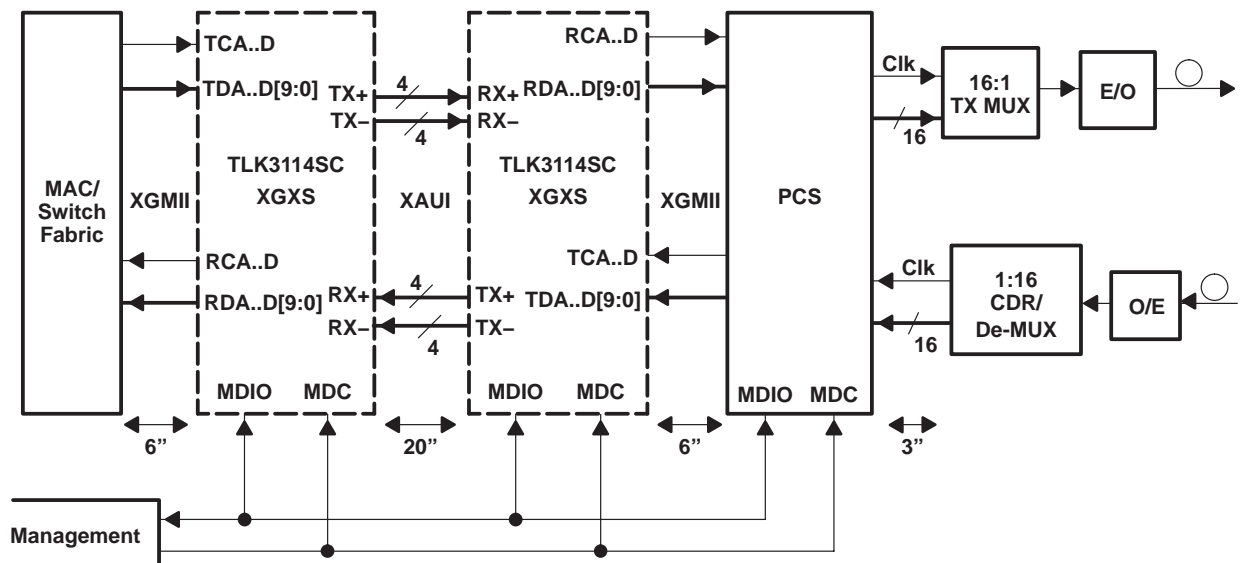 MAC/
Switch
Fabric
XGMII
TCA..D
TDA..D[9:0]
TX+
TX–
TLK3114SC
XGXS
RCA..D
RDA..D[9:0]
RX+
RX–
MDIO
MDC
4
4
XAUI
4
4
RCA..D
RX+
RDA..D[9:0]
RX–
TLK3114SC
XGXS
TCA..D
TX+
TDA..D[9:0]
TX–
MDIO
MDC
XGMII
PCS
MDIO
MDC
Clk
16
16:1
TX MUX
E/O
Clk
16
1:16
CDR/
De-MUX
O/E
6”
20”
6”
3”
Management